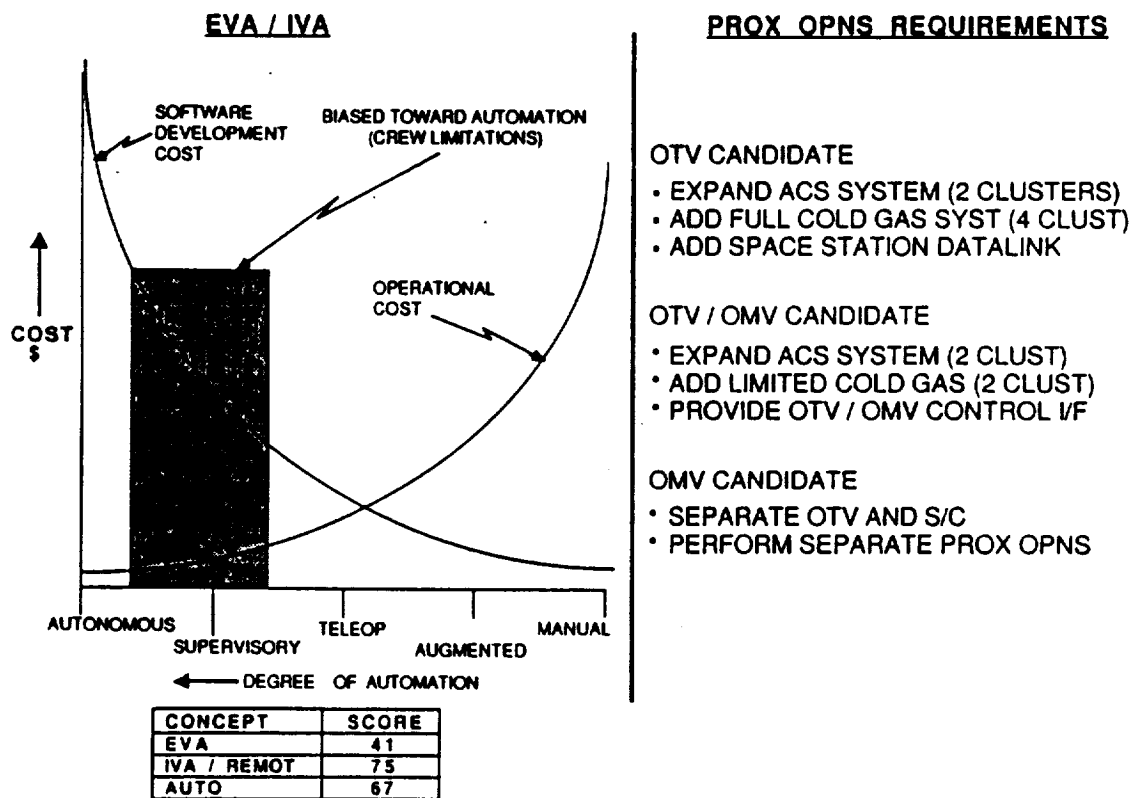 EVA / IVA
SOFTWARE
DEVELOPMENT
COST
BIASED TOWARD AUTOMATION
(CREW LIMITATIONS)
OPERATIONAL
COST
COST
$
AUTONOMOUS
SUPERVISORY
TELEOP
AUGMENTED
MANUAL
DEGREE OF AUTOMATION
CONCEPT SCORE
EVA 41
IVA / REMOT 75
AUTO 67
PROX OPNS REQUIREMENTS
OTV CANDIDATE
• EXPAND ACS SYSTEM (2 CLUSTERS)
• ADD FULL COLD GAS SYST (4 CLUST)
• ADD SPACE STATION DATALINK
OTV / OMV CANDIDATE
• EXPAND ACS SYSTEM (2 CLUST)
• ADD LIMITED COLD GAS (2 CLUST)
• PROVIDE OTV / OMV CONTROL I/F
OMV CANDIDATE
• SEPARATE OTV AND S/C
• PERFORM SEPARATE PROX OPNS